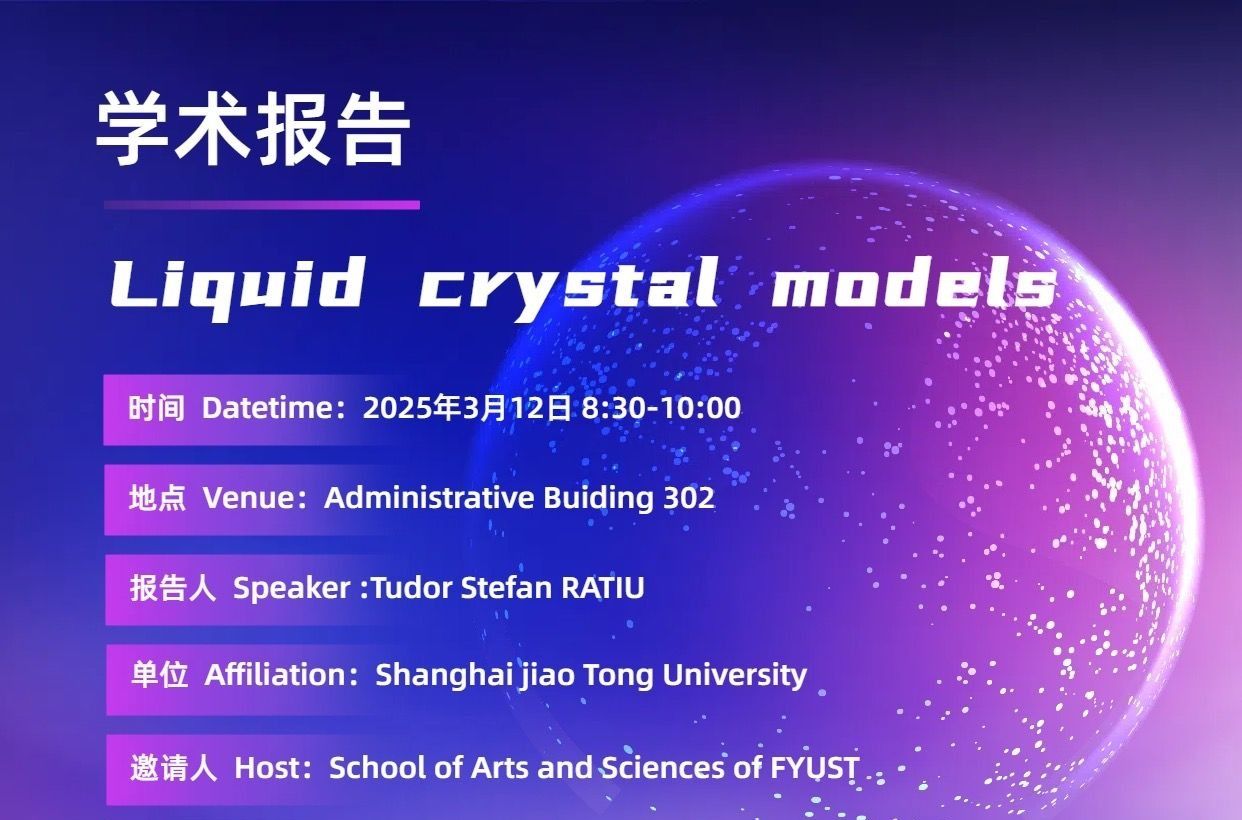 学术报告
Liquid crystal models
时间 Datetime：2025年3月12日 8:30-10:00
地点 Venue：Administrative Buiding 302
报告人 Speaker :Tudor Stefan RATIU
单位 Affiliation：Shanghai jiao Tong University
邀请人 Host：School of Arts and Sciences of FYUST